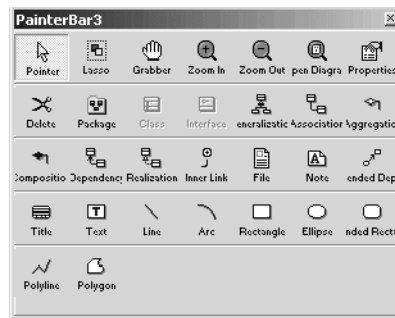 PainterBar3
Pointer Lasso Grabber Zoom In Zoom Out pen Diagra Properties
Delete Package Class Interface eneralizatic Association Aggregatio
Compositio Dependency Realization Inner Link File Note ended Dep
Title Text Line Arc Rectangle Ellipse nded Recta
Polyline Polygon